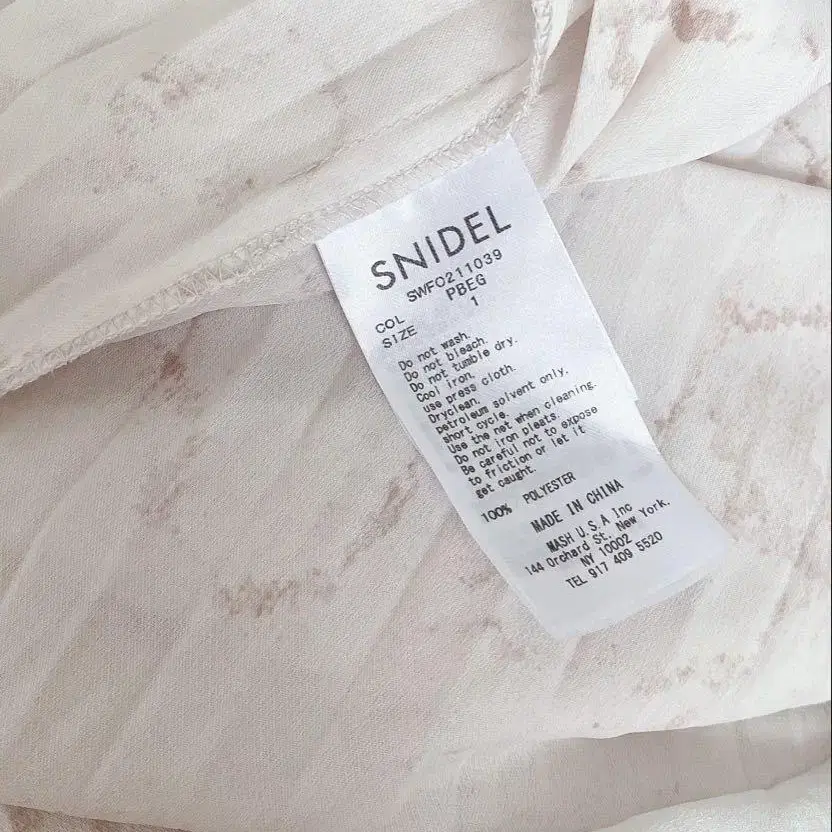 SNIDEL
SWFO211039
COL PBEG
SIZE 1
Do not wash.
Do not bleach.
Do not tumble dry.
Cool iron.
use press cloth.
Dryclean.
petroleum solvent only.
short cycle.
Use the net when cleaning.
Do not iron pleats.
Be careful not to expose
to friction or let it
get caught.
100% POLYESTER
MADE IN CHINA
MASH U.S.A Inc
144 Orchard St. New York.
NY 10002
TEL 917 409 5520